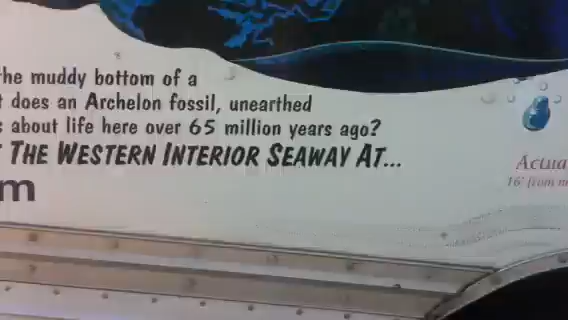 he muddy bottom of a
t does an Archelon fossil, unearthed
s about life here over 65 million years ago?
THE WESTERN INTERIOR SEAWAY AT...
m
Actua
16' from n